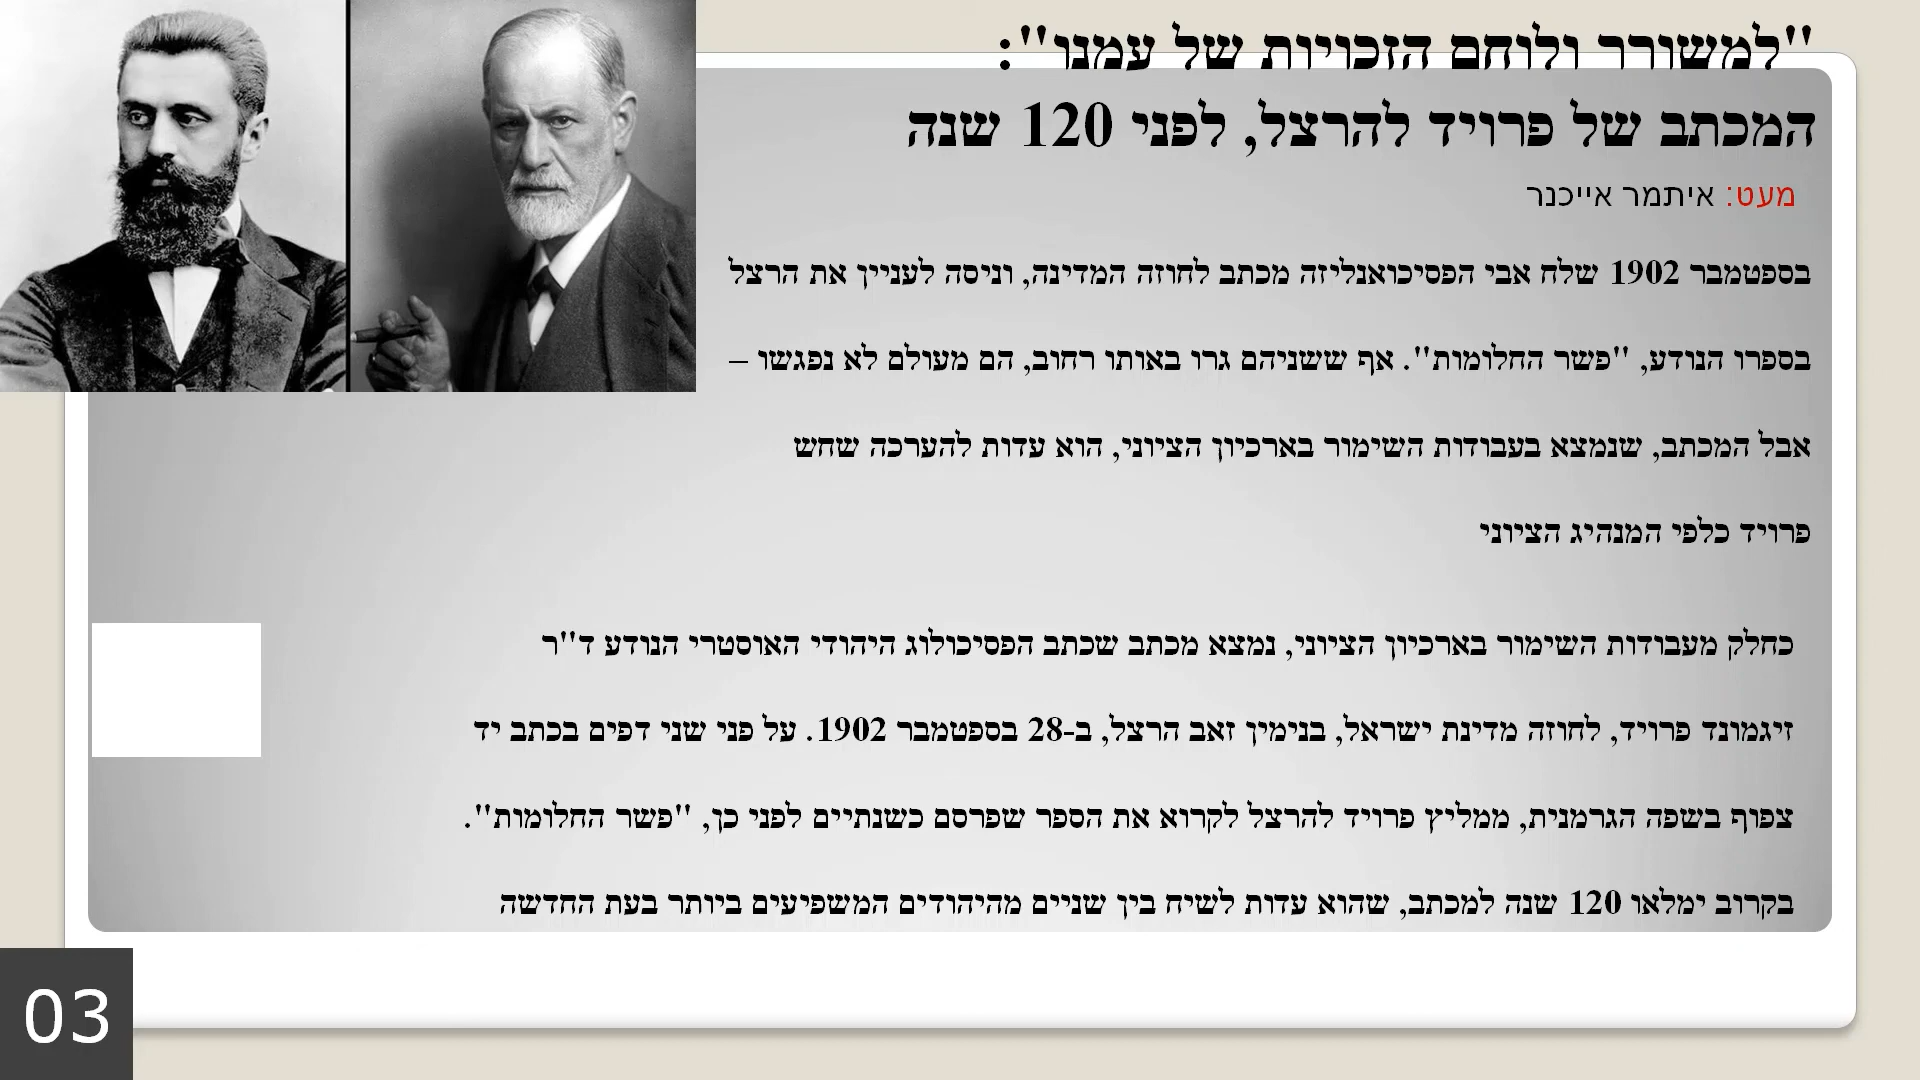 "למשורר ולוחם הזכויות של עמנו":
המכתב של פרויד להרצל, לפני 120 שנה
מעט: איתמר אייכנר
בספטמבר 1902 שלח אבי הפסיכואנליזה מכתב לחוזה המדינה, וניסה לעניין את הרצל
בספרו הנודע, "פשר החלומות". אף ששניהם גרו באותו רחוב, הם מעולם לא נפגשו –
אבל המכתב, שנמצא בעבודות השימור בארכיון הציוני, הוא עדות להערכה שחש
פרויד כלפי המנהיג הציוני
כחלק מעבודות השימור בארכיון הציוני, נמצא מכתב שכתב הפסיכולוג היהודי האוסטרי הנודע ד"ר
זיגמונד פרויד, לחוזה מדינת ישראל, בנימין זאב הרצל, ב-28 בספטמבר 1902. על פני שני דפים בכתב יד
צפוף בשפה הגרמנית, ממליץ פרויד להרצל לקרוא את הספר שפרסם כשנתיים לפני כן, "פשר החלומות".
בקרוב ימלאו 120 שנה למכתב, שהוא עדות לשיח בין שניים מהיהודים המשפיעים ביותר בעת החדשה
03